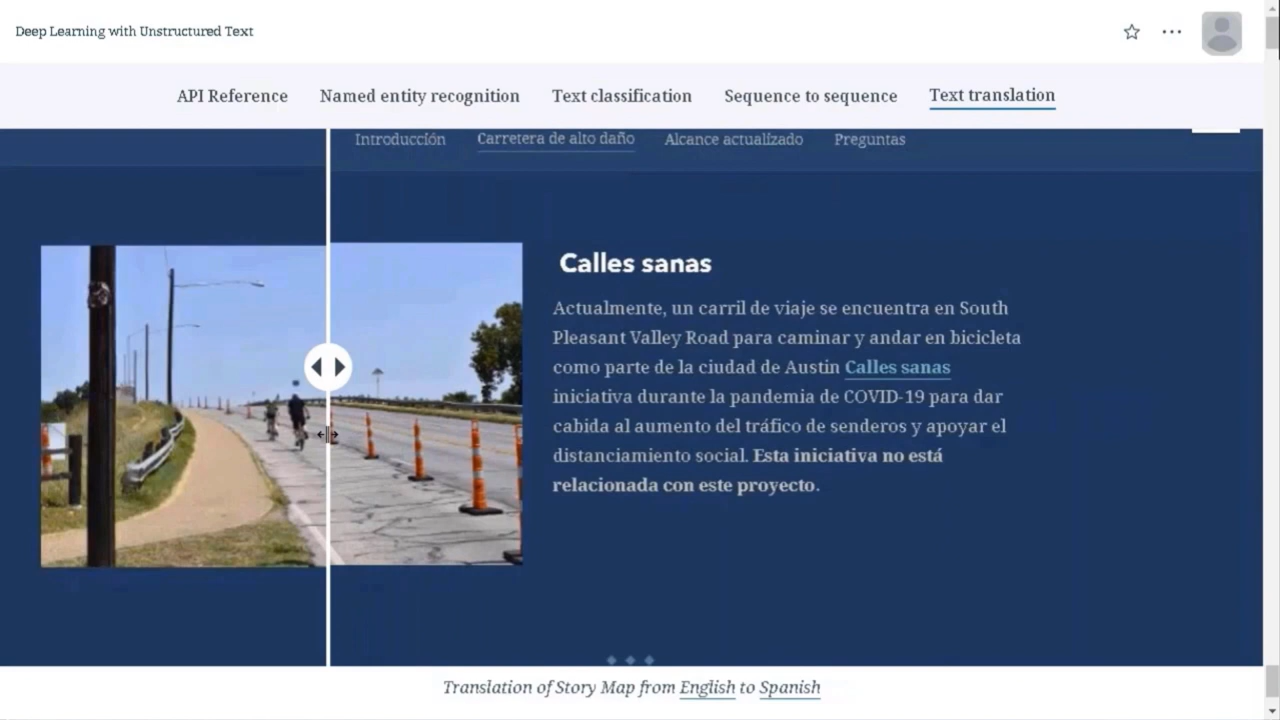 Deep Learning with Unstructured Text
API Reference Named entity recognition Text classification Sequence to sequence Text translation
Introducción Carretera de alto daño Alcance actualizado Preguntas
Calles sanas
Actualmente, un carril de viaje se encuentra en South
Pleasant Valley Road para caminar y andar en bicicleta
como parte de la ciudad de Austin Calles sanas
iniciativa durante la pandemia de COVID-19 para dar
cabida al aumento del tráfico de senderos y apoyar el
distanciamiento social. Esta iniciativa no está
relacionada con este proyecto.
Translation of Story Map from English to Spanish